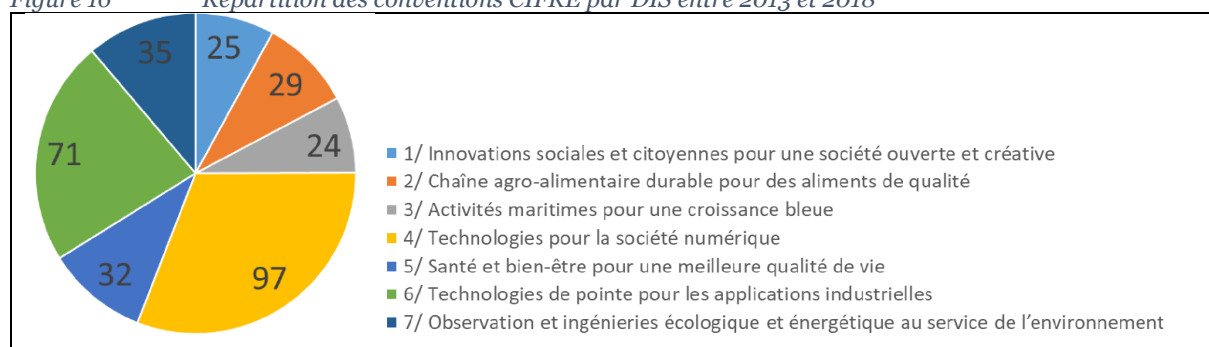 Figure 16 Répartition des conventions CIFRE par DIS entre 2013 et 2018
35
25
29
71
24
32
97
1/ Innovations sociales et citoyennes pour une société ouverte et créative
2/ Chaîne agro-alimentaire durable pour des aliments de qualité
3/ Activités maritimes pour une croissance bleue
4/ Technologies pour la société numérique
5/ Santé et bien-être pour une meilleure qualité de vie
6/ Technologies de pointe pour les applications industrielles
7/ Observation et ingénieries écologique et énergétique au service de l’environnement